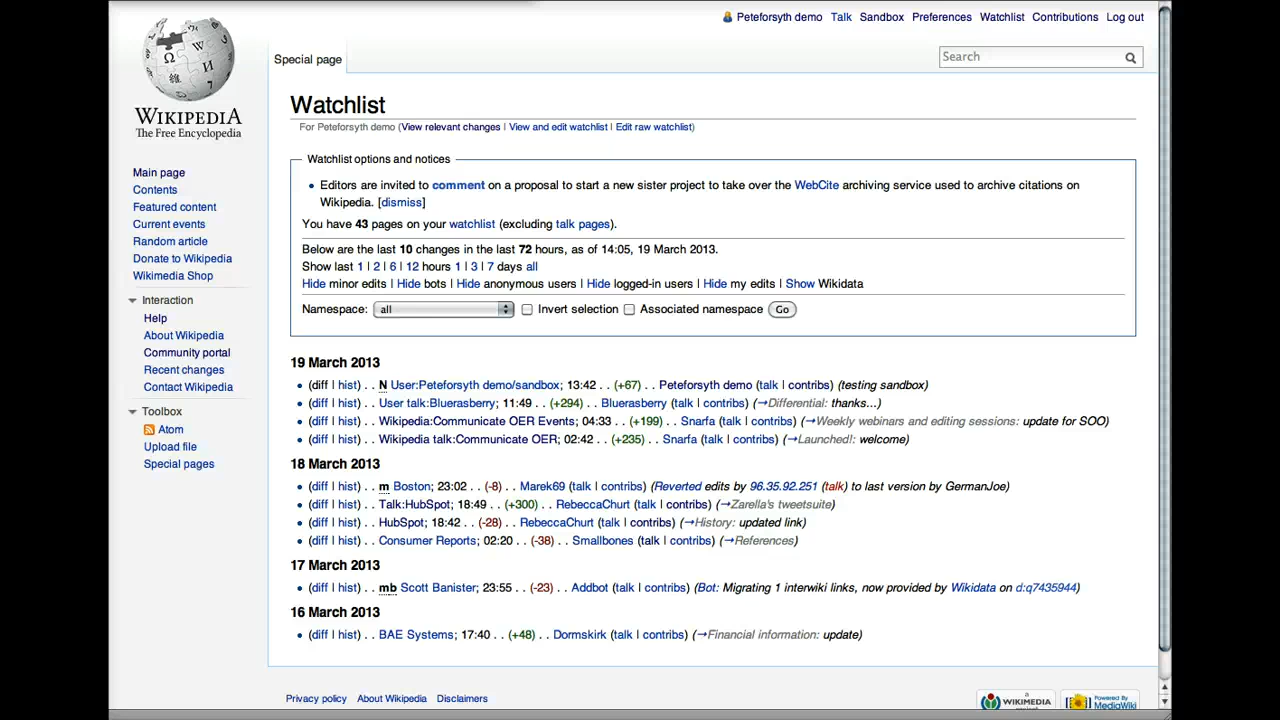 Peteforsyth demo Talk Sandbox Preferences Watchlist Contributions Log out
Special page
Search
WIKIPEDIA
The Free Encyclopedia
Main page
Contents
Featured content
Current events
Random article
Donate to Wikipedia
Wikimedia Shop
Interaction
Help
About Wikipedia
Community portal
Recent changes
Contact Wikipedia
Toolbox
Atom
Upload file
Special pages
Watchlist
For Peteforsyth demo (View relevant changes | View and edit watchlist | Edit raw watchlist)
Watchlist options and notices
• Editors are invited to comment on a proposal to start a new sister project to take over the WebCite archiving service used to archive citations on
Wikipedia. [dismiss]
You have 43 pages on your watchlist (excluding talk pages).
Below are the last 10 changes in the last 72 hours, as of 14:05, 19 March 2013.
Show last 1 | 2 | 6 | 12 hours 1 | 3 | 7 days all
Hide minor edits | Hide bots | Hide anonymous users | Hide logged-in users | Hide my edits | Show Wikidata
Namespace: all Invert selection Associated namespace Go
19 March 2013
• (diff | hist) . . N User:Peteforsyth demo/sandbox; 13:42 . . (+67) . . Peteforsyth demo (talk | contribs) (testing sandbox)
• (diff | hist) . . User talk:Bluerasberry; 11:49 . . (+294) . . Bluerasberry (talk | contribs) (→Differential: thanks...)
• (diff | hist) . . Wikipedia:Communicate OER Events; 04:33 . . (+199) . . Snarfa (talk | contribs) (→Weekly webinars and editing sessions: update for SOO)
• (diff | hist) . . Wikipedia talk:Communicate OER; 02:42 . . (+235) . . Snarfa (talk | contribs) (→Launched!: welcome)
18 March 2013
• (diff | hist) . . m Boston; 23:02 . . (-8) . . Marek69 (talk | contribs) (Reverted edits by 96.35.92.251 (talk) to last version by GermanJoe)
• (diff | hist) . . Talk:HubSpot; 18:49 . . (+300) . . RebeccaChurt (talk | contribs) (→Zarella's tweetsuite)
• (diff | hist) . . HubSpot; 18:42 . . (-28) . . RebeccaChurt (talk | contribs) (→History: updated link)
• (diff | hist) . . Consumer Reports; 02:20 . . (-38) . . Smallbones (talk | contribs) (→References)
17 March 2013
• (diff | hist) . . mb Scott Banister; 23:55 . . (-23) . . Addbot (talk | contribs) (Bot: Migrating 1 interwiki links, now provided by Wikidata on d:q7435944)
16 March 2013
• (diff | hist) . . BAE Systems; 17:40 . . (+48) . . Dormskirk (talk | contribs) (→Financial information: update)
Privacy policy About Wikipedia Disclaimers
A WIKIMEDIA
Powered By MediaWiki